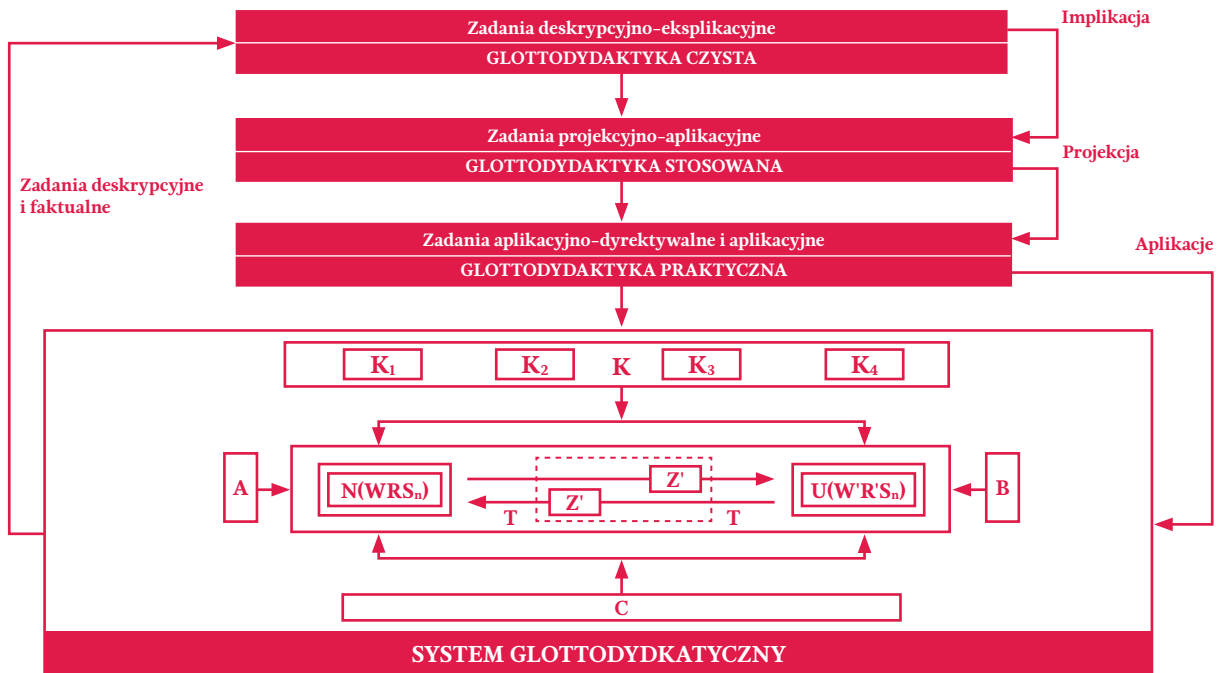 Implikacja
Zadania deskrypcyjno-eksplikacyjne
GLOTTODYDAKTYKA CZYSTA
Zadania projekcyjno-aplikacyjne
GLOTTODYDAKTYKA STOSOWANA
Projekcja
Zadania deskrypcyjne
i faktualne
Zadania aplikacyjno-dyrektywalne i aplikacyjne
GLOTTODYDAKTYKA PRAKTYCZNA
Aplikacje
K₁ K₂ K K₃ K₄
A
N(WRSₙ)
Z'
Z'
T T
U(W'R'Sₙ)
B
C
SYSTEM GLOTTODYDKATYCZNY